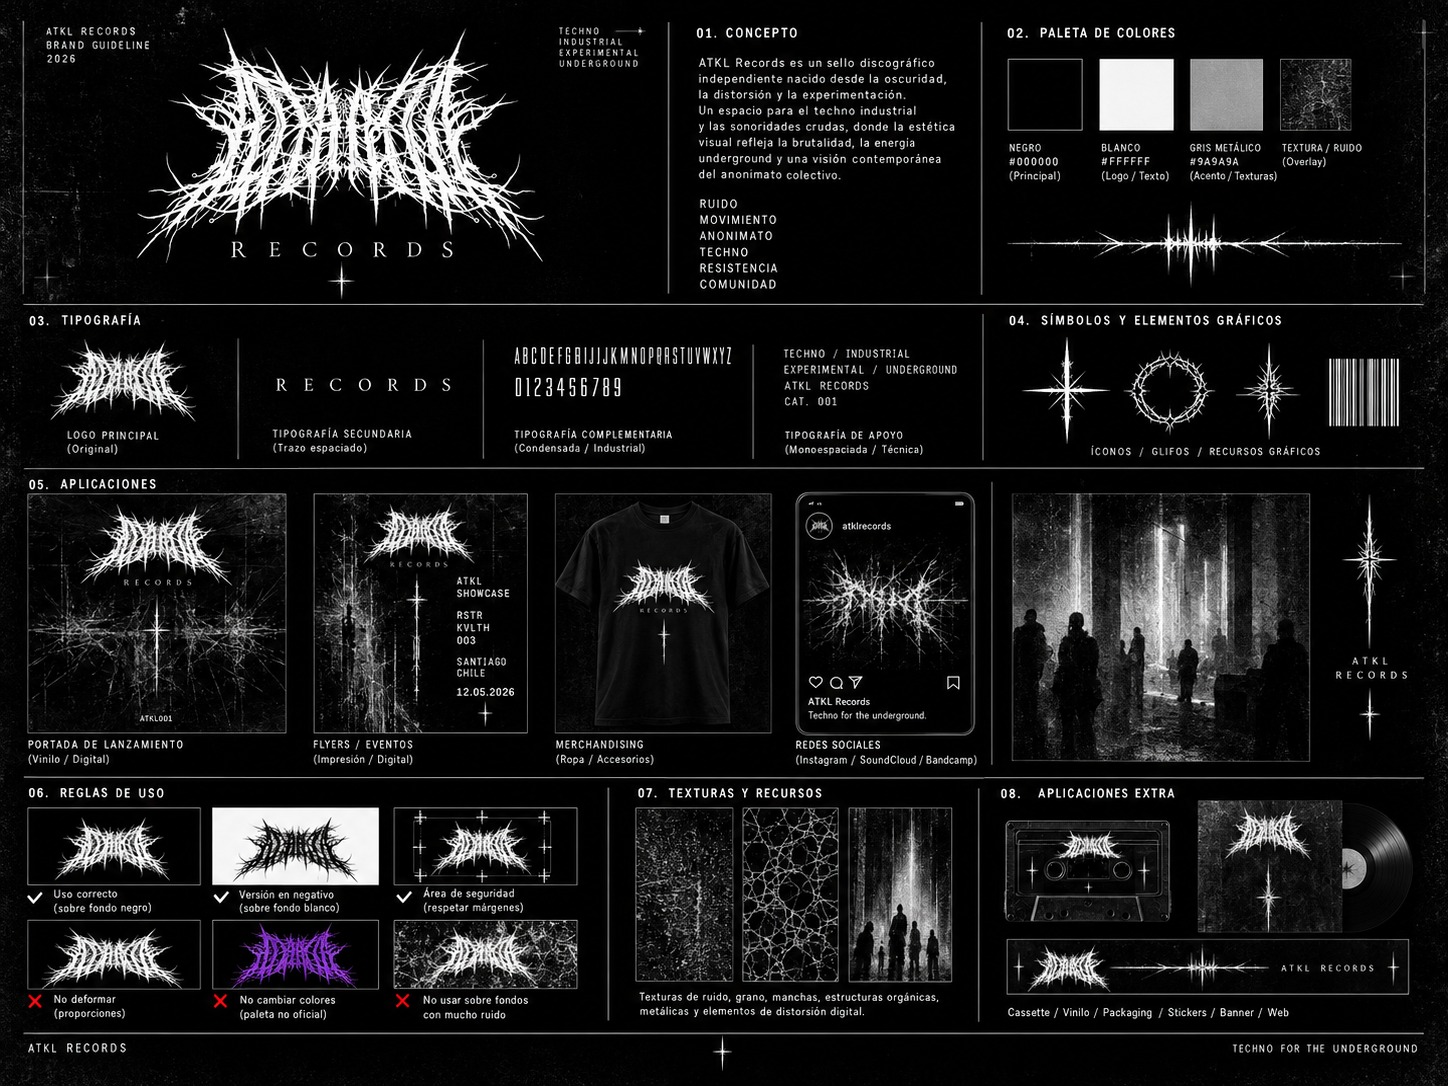 ATKL RECORDS
BRAND GUIDELINE
2026
TECHNO
INDUSTRIAL
EXPERIMENTAL
UNDERGROUND
RECORDS
01. CONCEPTO
ATKL Records es un sello discográfico
independiente nacido desde la oscuridad,
la distorsión y la experimentación.
Un espacio para el techno industrial
y las sonoridades crudas, donde la estética
visual refleja la brutalidad, la energía
underground y una visión contemporánea
del anonimato colectivo.
RUIDO
MOVIMIENTO
ANONIMATO
TECHNO
RESISTENCIA
COMUNIDAD
02. PALETA DE COLORES
NEGRO
#000000
(Principal)
BLANCO
#FFFFFF
(Logo / Texto)
GRIS METÁLICO
#9A9A9A
(Acento / Texturas)
TEXTURA / RUIDO
(Overlay)
03. TIPOGRAFÍA
LOGO PRINCIPAL
(Original)
RECORDS
TIPOGRAFÍA SECUNDARIA
(Trazo espaciado)
0123456789
TIPOGRAFÍA COMPLEMENTARIA
(Condensada / Industrial)
TECHNO / INDUSTRIAL
EXPERIMENTAL / UNDERGROUND
ATKL RECORDS
CAT. 001
TIPOGRAFÍA DE APOYO
(Monoespaciada / Técnica)
04. SÍMBOLOS Y ELEMENTOS GRÁFICOS
ÍCONOS / GLIFOS / RECURSOS GRÁFICOS
05. APLICACIONES
RECORDS
ATKL001
PORTADA DE LANZAMIENTO
(Vinilo / Digital)
RECORDS
ATKL
SHOWCASE
RSTR
KVLTH
003
SANTIAGO
CHILE
12.05.2026
FLYERS / EVENTOS
(Impresión / Digital)
RECORDS
MERCHANDISING
(Ropa / Accesorios)
atklrecords
ATKL Records
Techno for the underground.
REDES SOCIALES
(Instagram / SoundCloud / Bandcamp)
ATKL
RECORDS
06. REGLAS DE USO
Uso correcto
(sobre fondo negro)
Versión en negativo
(sobre fondo blanco)
Área de seguridad
(respetar márgenes)
No deformar
(proporciones)
No cambiar colores
(paleta no oficial)
No usar sobre fondos
con mucho ruido
07. TEXTURAS Y RECURSOS
Texturas de ruido, grano, manchas, estructuras orgánicas,
metálicas y elementos de distorsión digital.
08. APLICACIONES EXTRA
ATKL RECORDS
Cassette / Vinilo / Packaging / Stickers / Banner / Web
ATKL RECORDS
TECHNO FOR THE UNDERGROUND